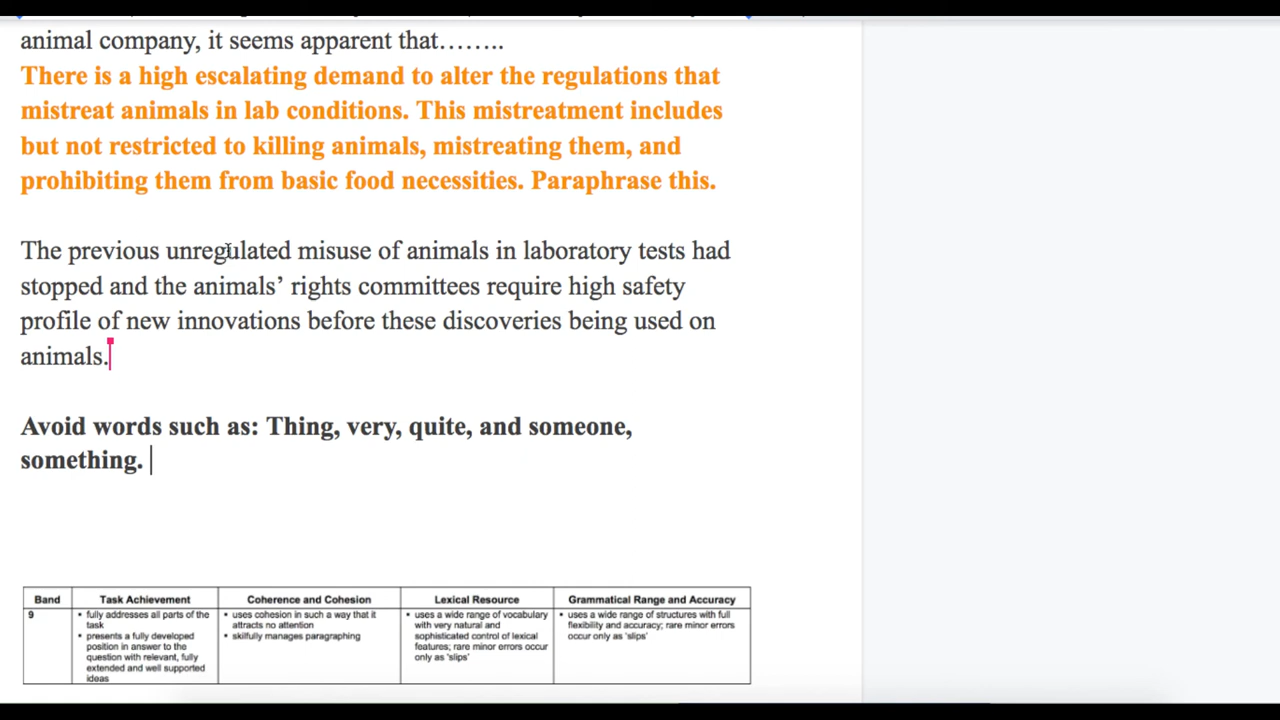 animal company, it seems apparent that……..
There is a high escalating demand to alter the regulations that
mistreat animals in lab conditions. This mistreatment includes
but not restricted to killing animals, mistreating them, and
prohibiting them from basic food necessities. Paraphrase this.
The previous unregulated misuse of animals in laboratory tests had
stopped and the animals’ rights committees require high safety
profile of new innovations before these discoveries being used on
animals.
Avoid words such as: Thing, very, quite, and someone,
something.
Band Task Achievement Coherence and Cohesion Lexical Resource Grammatical Range and Accuracy
9
• fully addresses all parts of the
task
• presents a fully developed
position in answer to the
question with relevant, fully
extended and well supported
ideas
• uses cohesion in such a way that it
attracts no attention
• skilfully manages paragraphing
• uses a wide range of vocabulary
with very natural and
sophisticated control of lexical
features; rare minor errors occur
only as ‘slips’
• uses a wide range of structures with full
flexibility and accuracy; rare minor errors
occur only as ‘slips’